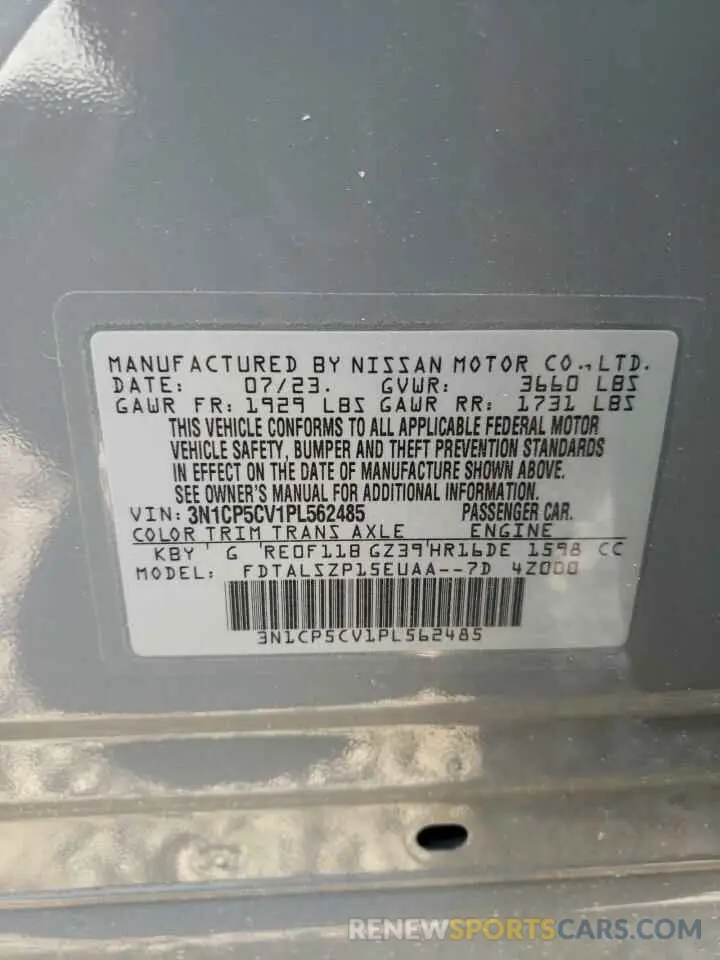 MANUFACTURED BY NISSAN MOTOR CO., LTD.
DATE: 07/23. GVWR: 3660 LBS
GAWR FR: 1929 LBS GAWR RR: 1731 LBS
THIS VEHICLE CONFORMS TO ALL APPLICABLE FEDERAL MOTOR
VEHICLE SAFETY, BUMPER AND THEFT PREVENTION STANDARDS
IN EFFECT ON THE DATE OF MANUFACTURE SHOWN ABOVE.
SEE OWNER'S MANUAL FOR ADDITIONAL INFORMATION.
VIN: 3N1CP5CV1PL562485 PASSENGER CAR.
COLOR TRIM TRANS AXLE ENGINE
KBY G RE0F11B GZ39 HR16DE 1598 CC
MODEL: FDTALSZP15EUAA--7D 4Z000
3N1CP5CV1PL562485
RENEWSPORTSCARS.COM